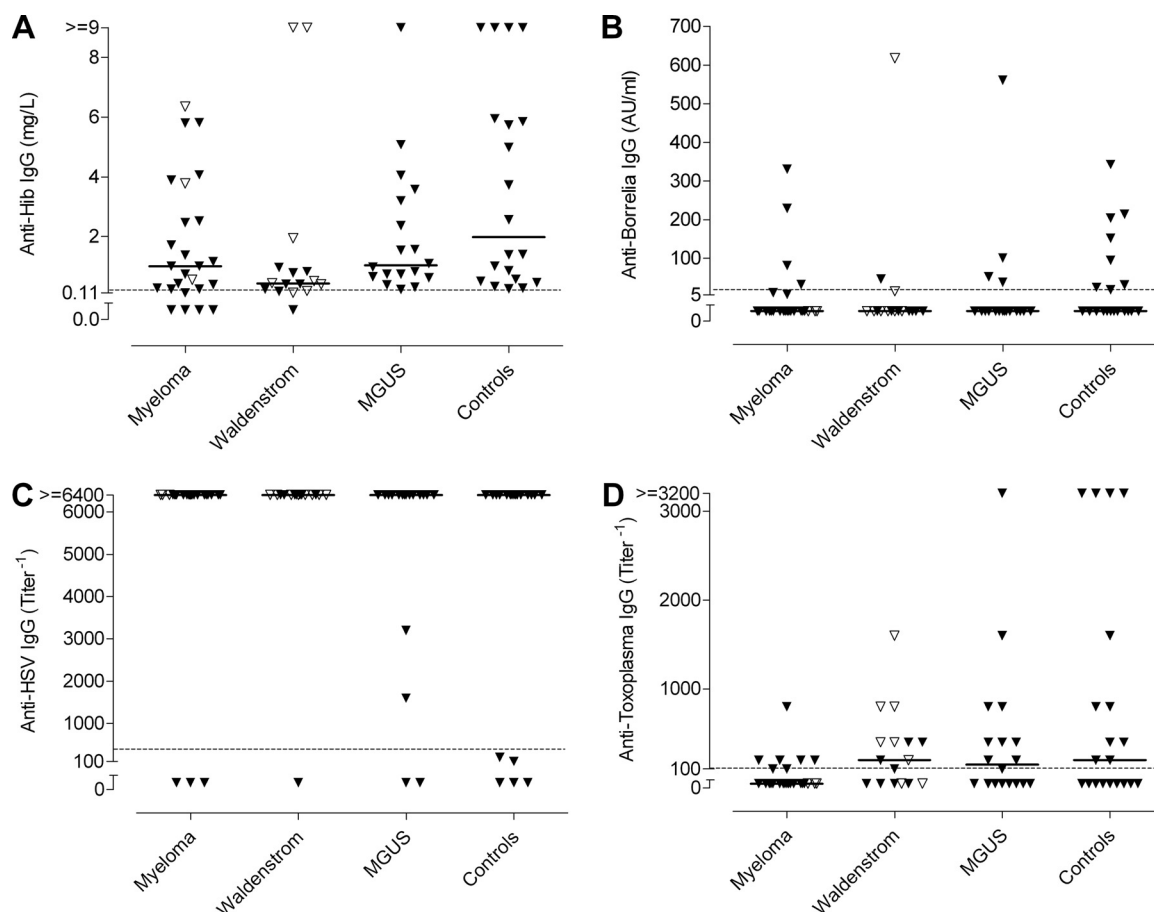 A
Anti-Hib IgG (mg/L)
>=9
8
6
4
2
0.11
0.0
Myeloma
Waldenstrom
MGUS
Controls
B
Anti-Borrelia IgG (AU/ml)
700
600
500
400
300
200
100
5
0
Myeloma
Waldenstrom
MGUS
Controls
C
Anti-HSV IgG (Titer⁻¹)
>=6400
6000
5000
4000
3000
2000
1000
100
0
Myeloma
Waldenstrom
MGUS
Controls
D
Anti-Toxoplasma IgG (Titer⁻¹)
>=3200
3000
2000
1000
100
0
Myeloma
Waldenstrom
MGUS
Controls